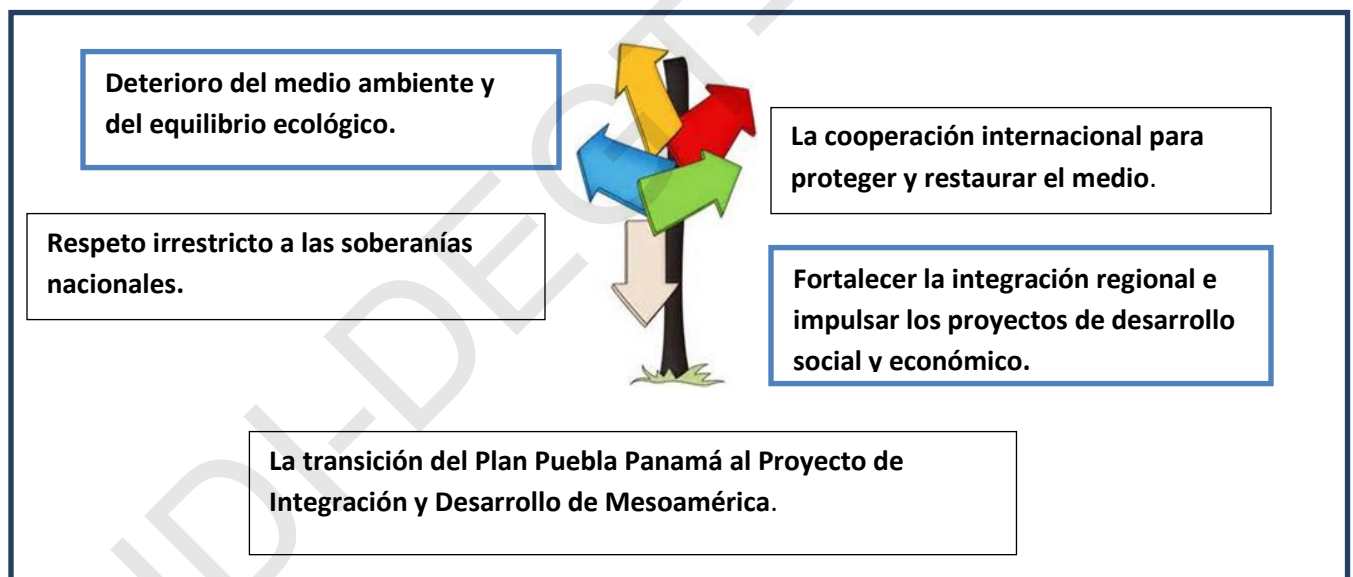 Deterioro del medio ambiente y
del equilibrio ecológico.
La cooperación internacional para
proteger y restaurar el medio.
Respeto irrestricto a las soberanías
nacionales.
Fortalecer la integración regional e
impulsar los proyectos de desarrollo
social y económico.
La transición del Plan Puebla Panamá al Proyecto de
Integración y Desarrollo de Mesoamérica.